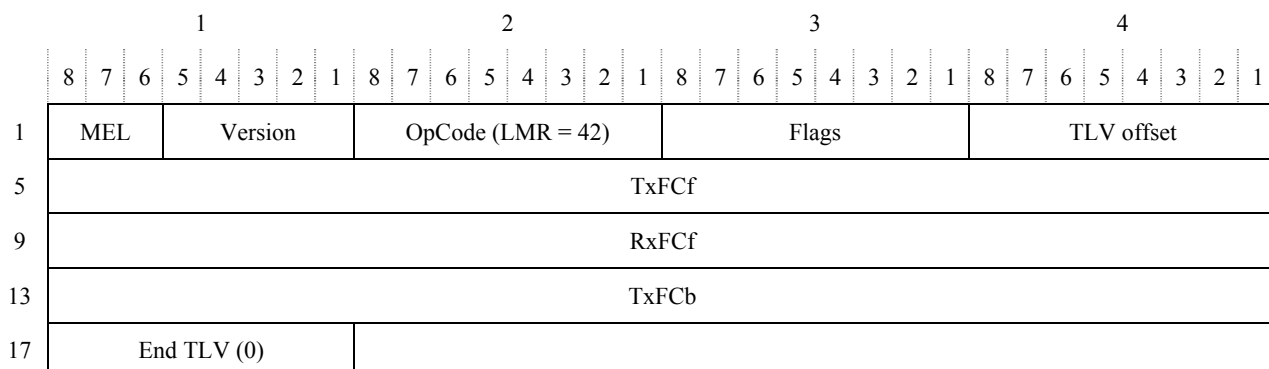 1 2 3 4
8 7 6 5 4 3 2 1 8 7 6 5 4 3 2 1 8 7 6 5 4 3 2 1 8 7 6 5 4 3 2 1
1 MEL Version OpCode (LMR = 42) Flags TLV offset
5 TxFCf
9 RxFCf
13 TxFCb
17 End TLV (0)